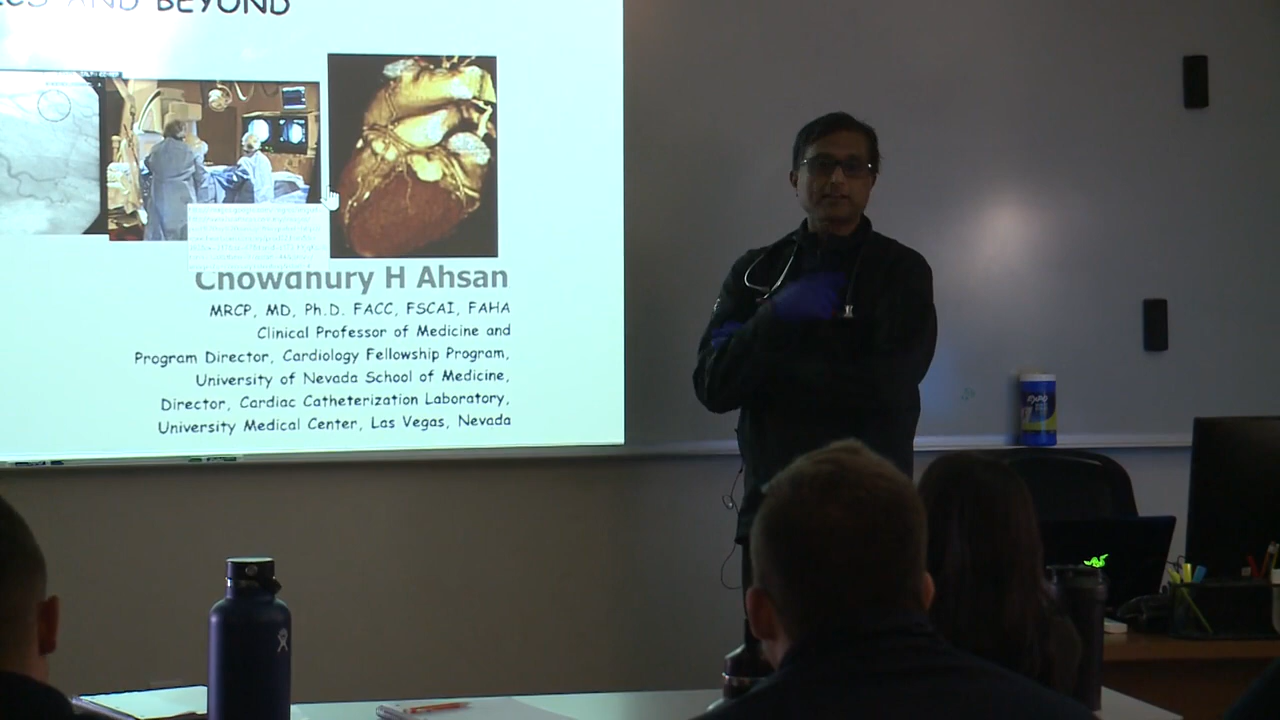 AND BEYOND
Chowdhury H Ahsan
MRCP, MD, Ph.D. FACC, FSCAI, FAHA
Clinical Professor of Medicine and
Program Director, Cardiology Fellowship Program,
University of Nevada School of Medicine,
Director, Cardiac Catheterization Laboratory,
University Medical Center, Las Vegas, Nevada
EXPO